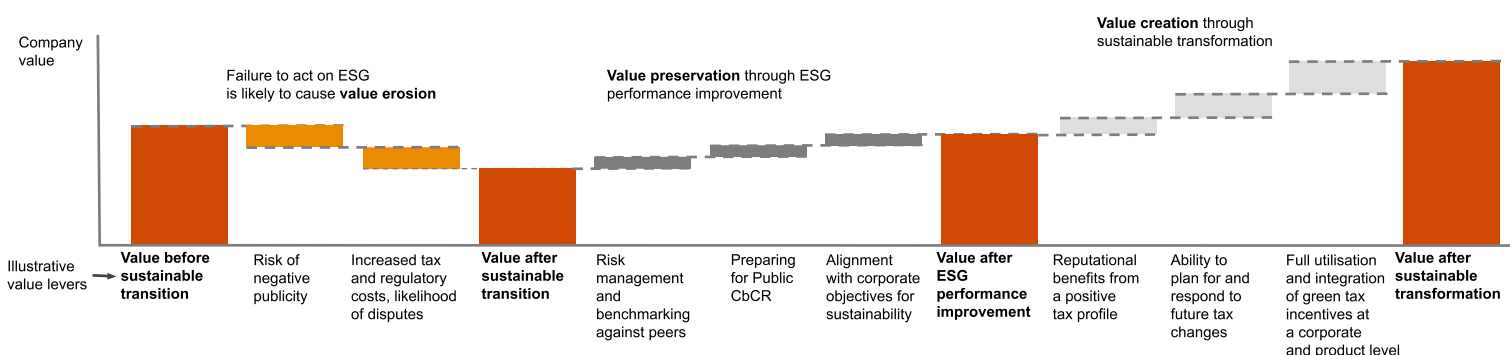 Value creation through
sustainable transformation
Company
value
Failure to act on ESG
is likely to cause value erosion
Value preservation through ESG
performance improvement
Illustrative
value levers
Value before
sustainable
transition
Risk of
negative
publicity
Increased tax
and regulatory
costs, likelihood
of disputes
Value after
sustainable
transition
Risk
management
and
benchmarking
against peers
Preparing
for Public
CbCR
Alignment
with corporate
objectives for
sustainability
Value after
ESG
performance
improvement
Reputational
benefits from
a positive
tax profile
Ability to
plan for and
respond to
future tax
changes
Full utilisation
and integration
of green tax
incentives at
a corporate
and product level
Value after
sustainable
transformation